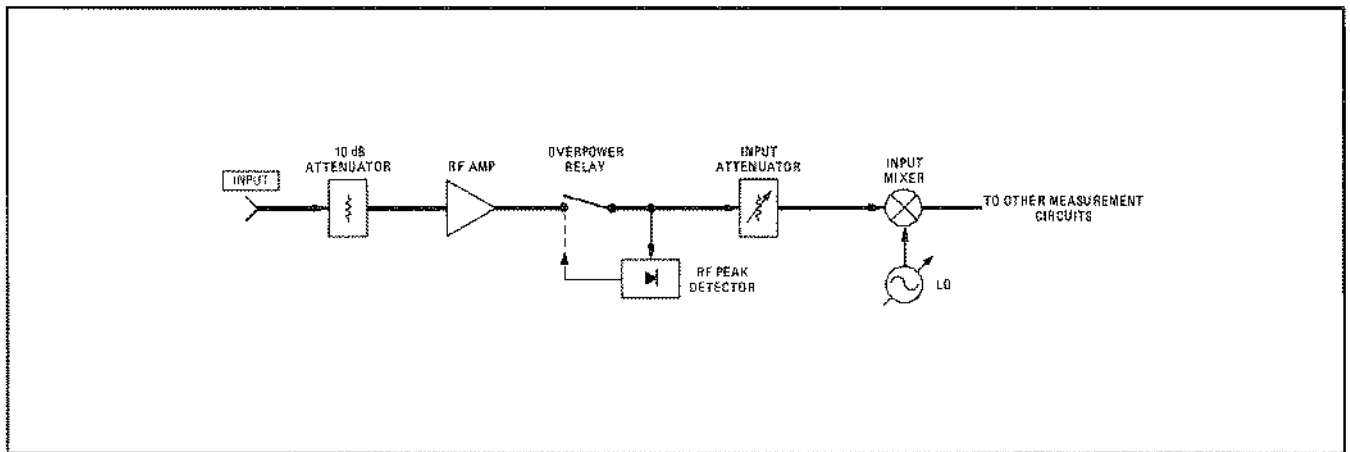 10 dB
ATTENUATOR
INPUT
RF AMP
OVERPOWER
RELAY
RF PEAK
DETECTOR
INPUT
ATTENUATOR
INPUT
MIXER
LO
TO OTHER MEASUREMENT
CIRCUITS